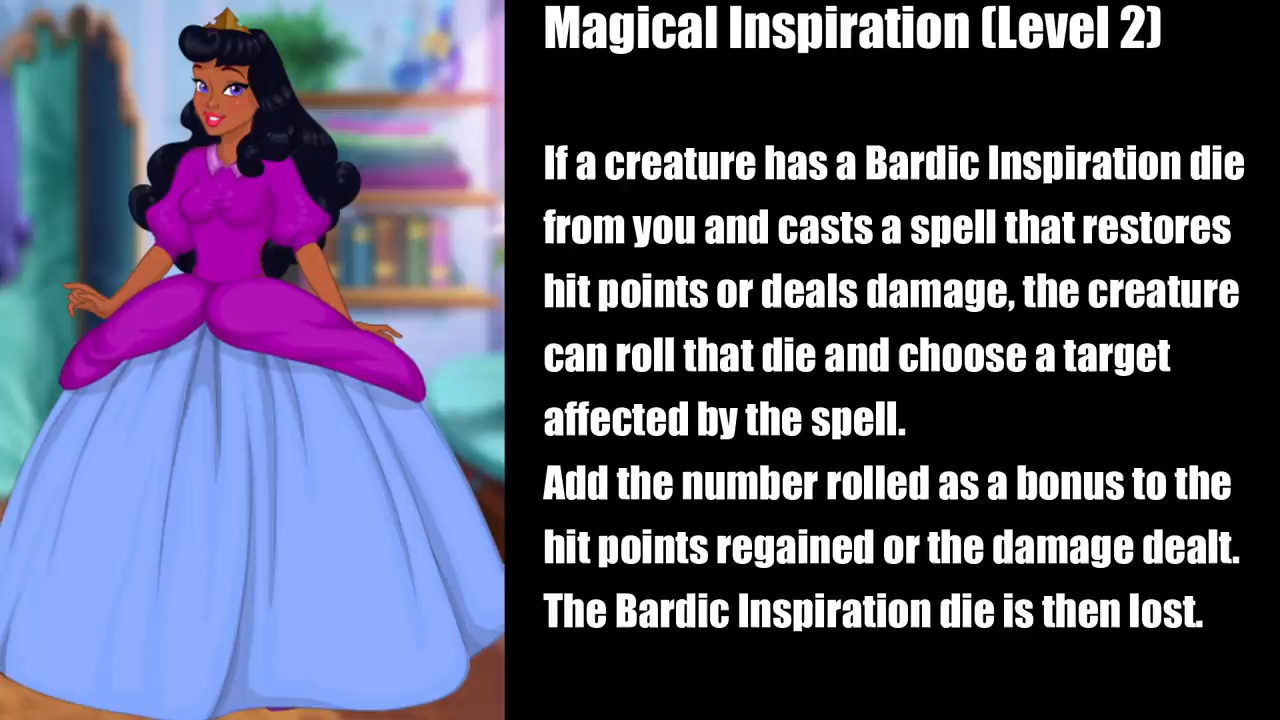 Magical Inspiration (Level 2)
If a creature has a Bardic Inspiration die
from you and casts a spell that restores
hit points or deals damage, the creature
can roll that die and choose a target
affected by the spell.
Add the number rolled as a bonus to the
hit points regained or the damage dealt.
The Bardic Inspiration die is then lost.